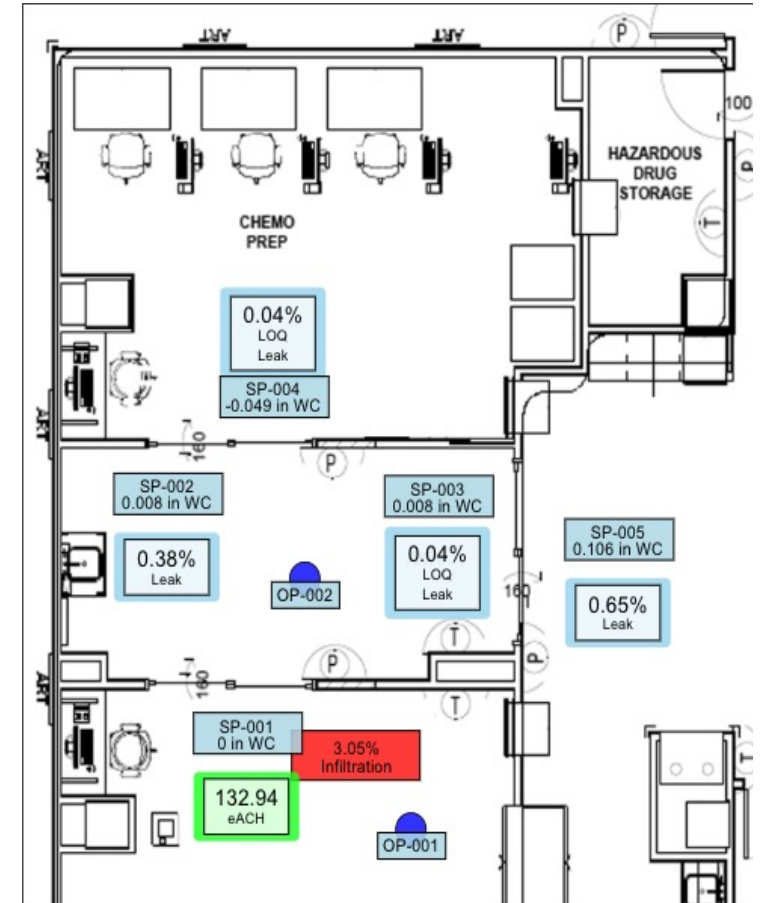 ART
ART
P
100
ART
HAZARDOUS
DRUG
STORAGE
P
T
CHEMO
PREP
0.04%
LOQ
Leak
SP-004
-0.049 in WC
ART
160
P
SP-002
0.008 in WC
SP-003
0.008 in WC
SP-005
0.106 in WC
0.38%
Leak
0.04%
LOQ
Leak
OP-002
160
0.65%
Leak
T
P
P
ART
160
T
SP-001
0 in WC
3.05%
Infiltration
T
132.94
eACH
OP-001